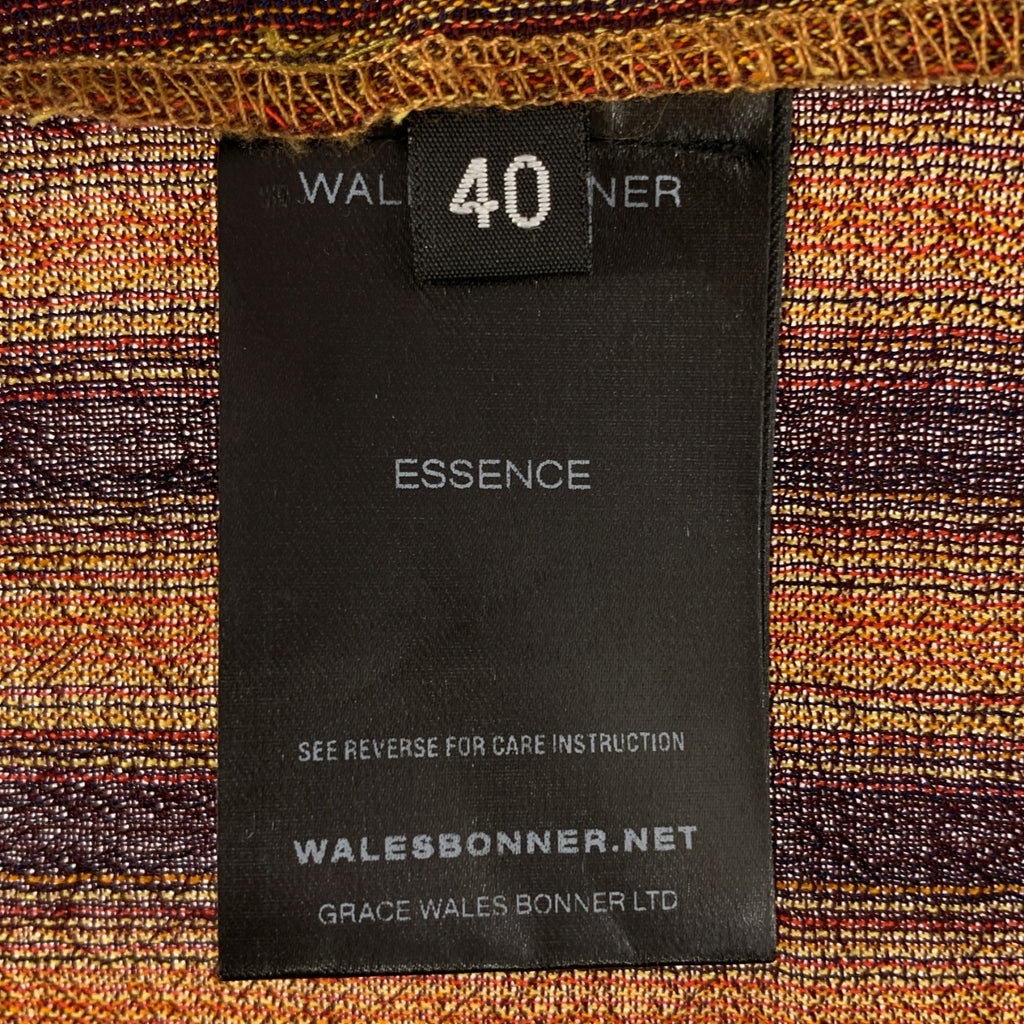 WAL NER
40
ESSENCE
SEE REVERSE FOR CARE INSTRUCTION
WALESBONNER.NET
GRACE WALES BONNER LTD